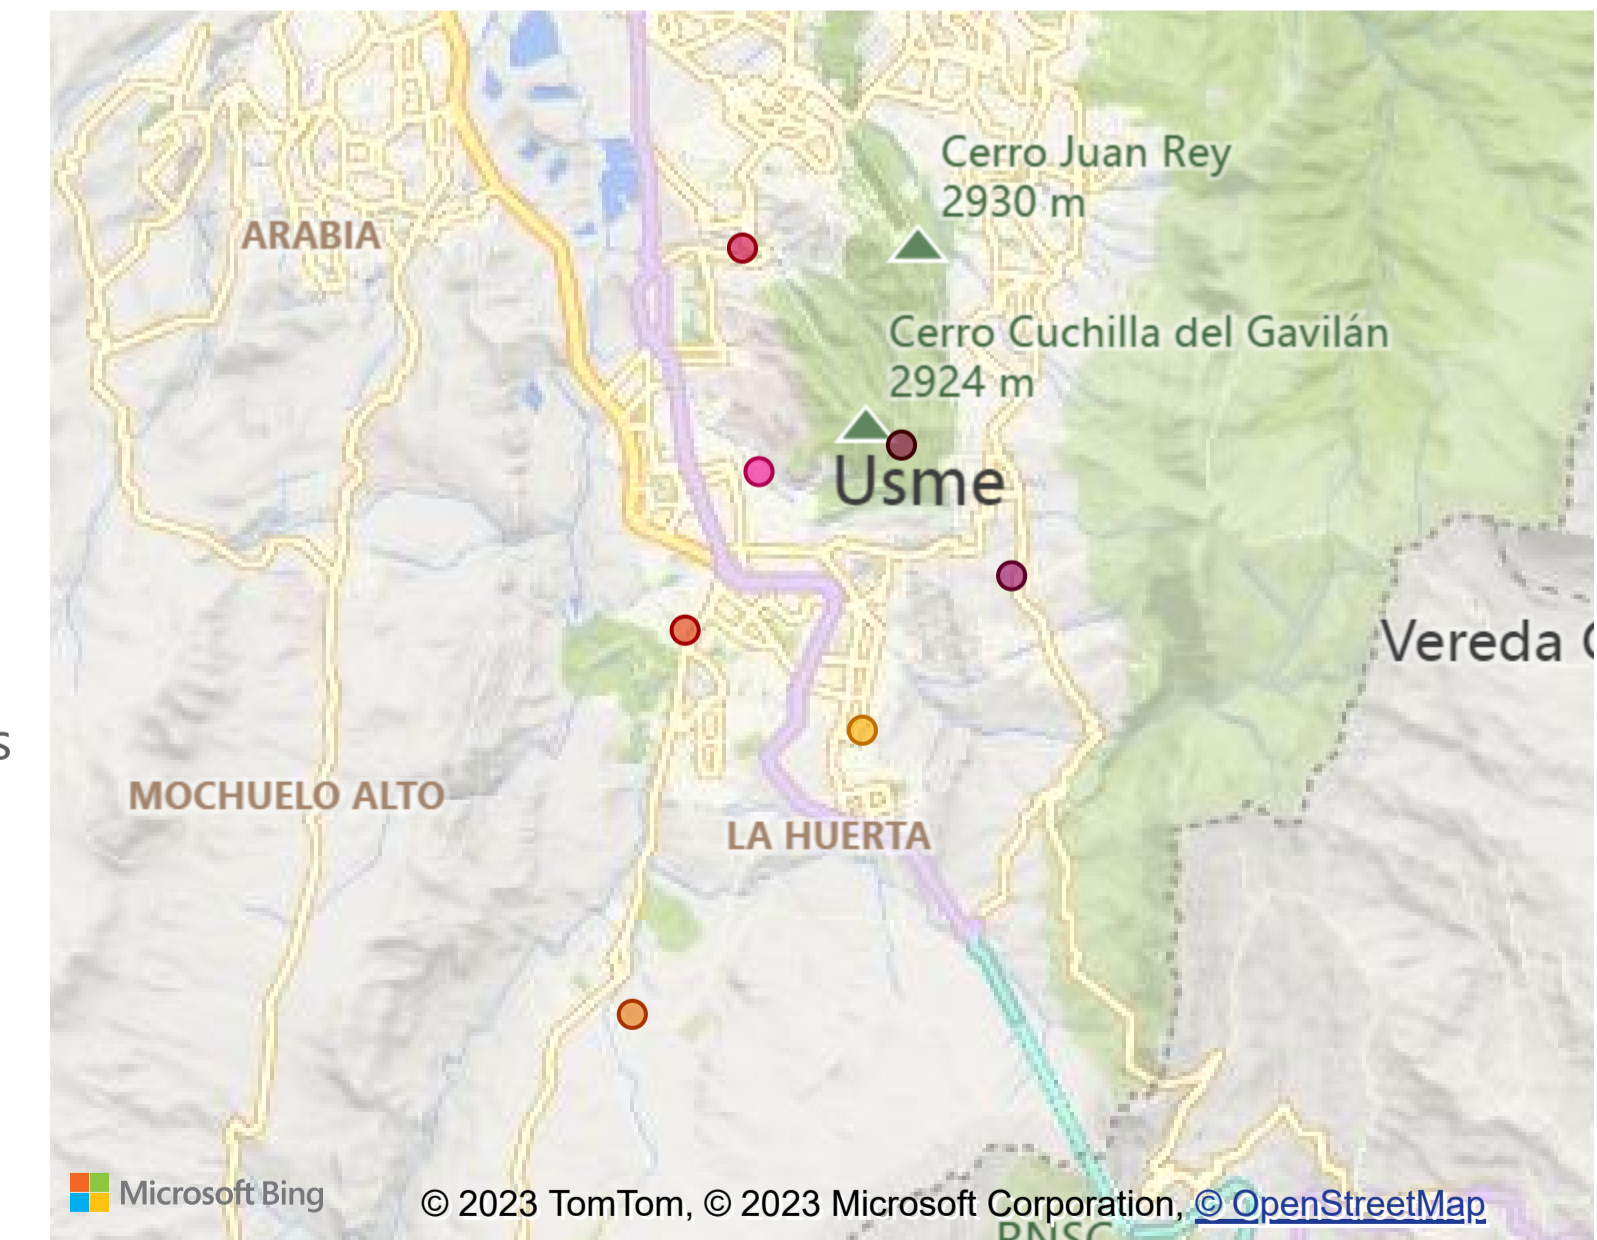 Cerro Juan Rey
2930 m
ARABIA
Cerro Cuchilla del Gavilán
2924 m
Usme
Vereda
s
MOCHUELO ALTO
LA HUERTA
Microsoft Bing
© 2023 TomTom, © 2023 Microsoft Corporation, © OpenStreetMap
RNSC